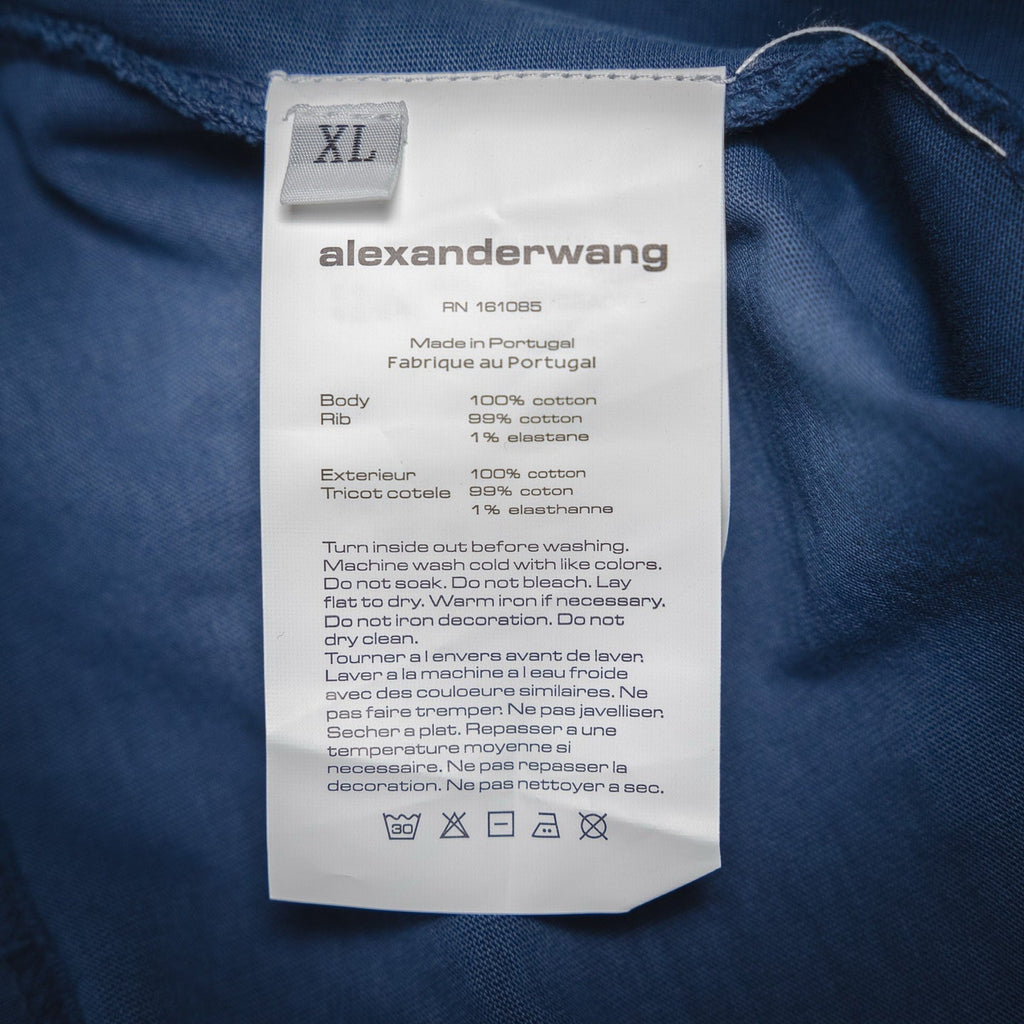 XL
alexanderwang
RN 161085
Made in Portugal
Fabrique au Portugal
Body 100% cotton
Rib 99% cotton
1% elastane
Exterieur 100% cotton
Tricot cotele 99% coton
1% elasthanne
Turn inside out before washing.
Machine wash cold with like colors.
Do not soak. Do not bleach. Lay
flat to dry. Warm iron if necessary.
Do not iron decoration. Do not
dry clean.
Tourner a l envers avant de laver.
Laver a la machine a l eau froide
avec des couloeure similaires. Ne
pas faire tremper. Ne pas javelliser.
Secher a plat. Repasser a une
temperature moyenne si
necessaire. Ne pas repasser la
decoration. Ne pas nettoyer a sec.
30